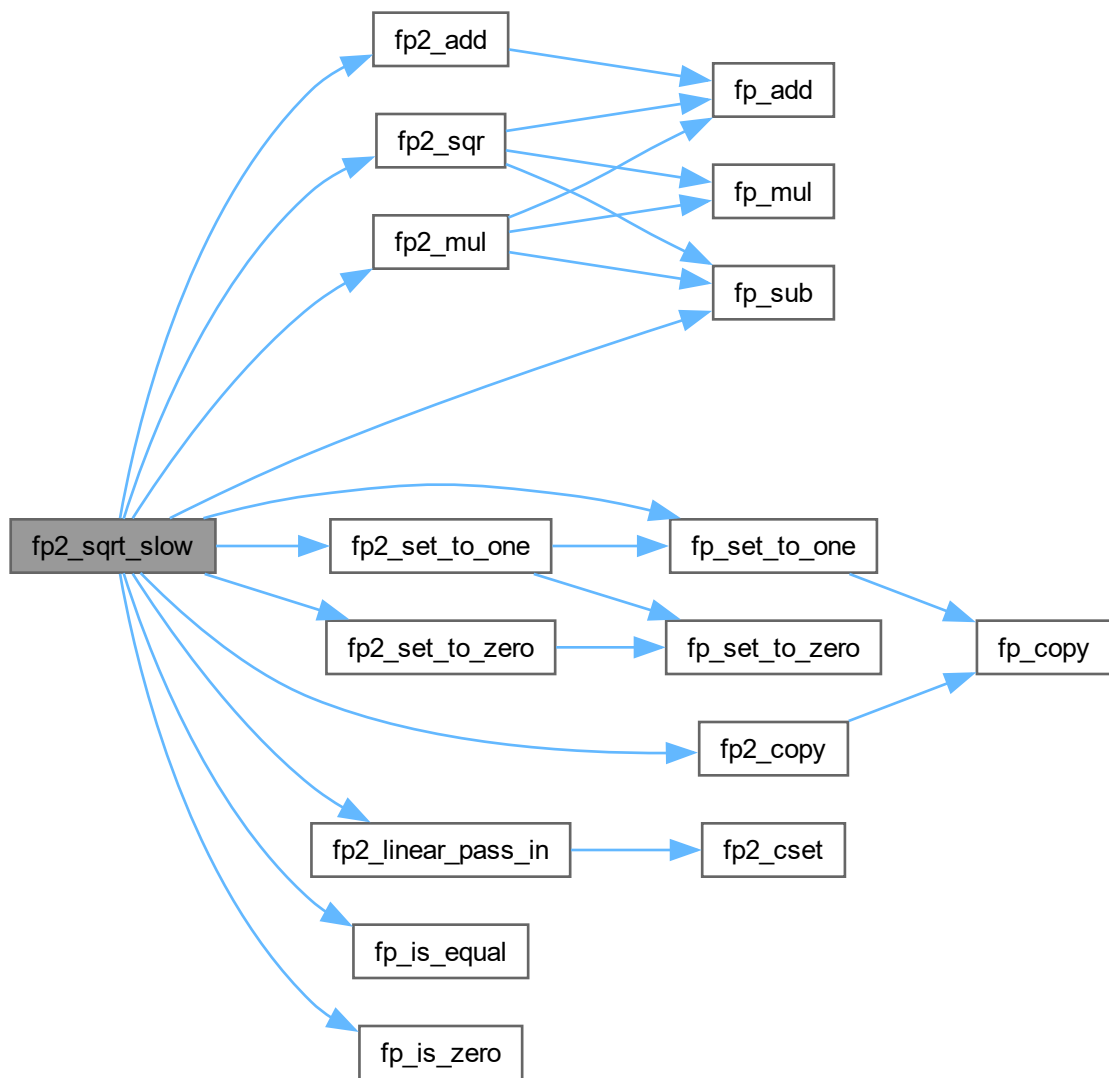 fp2_add
fp_add
fp2_sqr
fp_mul
fp2_mul
fp_sub
fp2_sqrt_slow
fp2_set_to_one
fp_set_to_one
fp2_set_to_zero
fp_set_to_zero
fp_copy
fp2_copy
fp2_linear_pass_in
fp2_cset
fp_is_equal
fp_is_zero